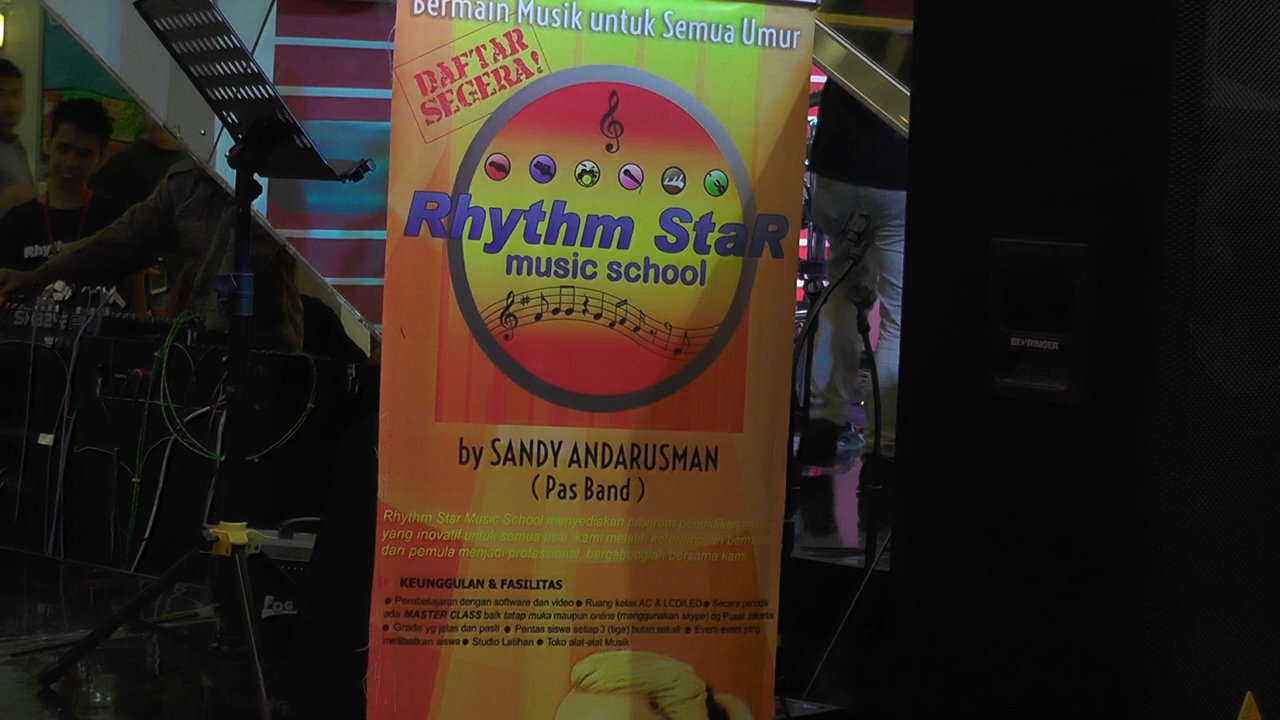 Bermain Musik untuk Semua Umur
DAFTAR
SEGERA!
Rhythm StaR
music school
by SANDY ANDARUSMAN
( Pas Band )
Rhythm Star Music School menyediakan program pendidikan
yang inovatif untuk semua usia, kami melatih keterampilan
dari pemula menjadi professional, bergabunglah bersama kami
KEUNGGULAN & FASILITAS
● Pembelajaran dengan software dan video ● Ruang kelas AC & LCD/LED ● Secara periodik
ada MASTER CLASS baik tatap muka maupun online (menggunakan skype) dg Pusat Jakarta
● Grade yg jelas dan pasti ● Pentas siswa setiap 3 (tiga) bulan sekali ● Event-event yang
melibatkan siswa ● Studio Latihan ● Toko alat-alat Musik
BEHRINGER
FOG